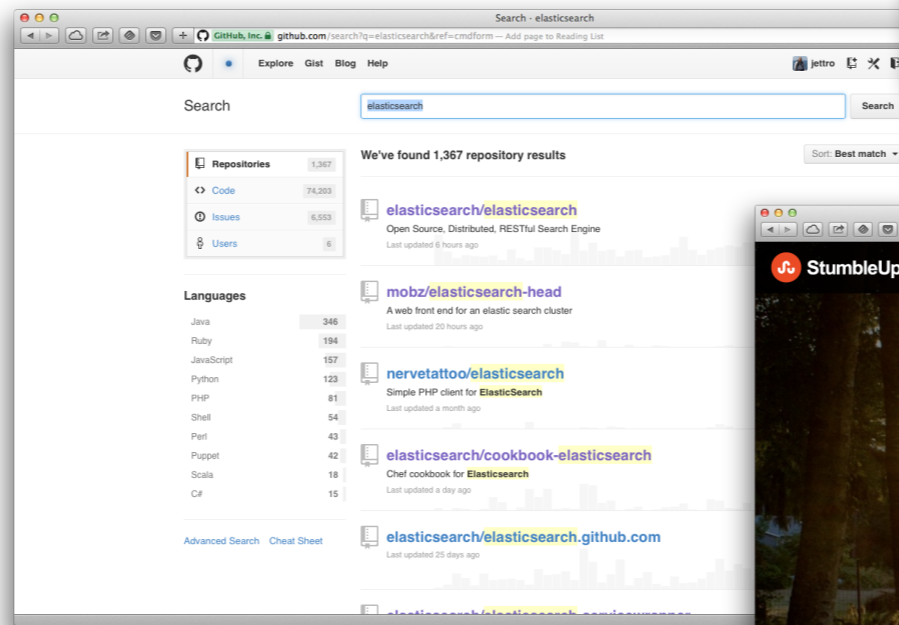 Search - elasticsearch
GitHub, Inc. github.com/search?q=elasticsearch&ref=cmdform — Add page to Reading List
Explore Gist Blog Help
jettro
Search
elasticsearch
Search
Repositories 1,367
Code 74,203
Issues 6,553
Users 6
Languages
Java 346
Ruby 194
JavaScript 157
Python 123
PHP 81
Shell 54
Perl 43
Puppet 42
Scala 18
C# 15
Advanced Search Cheat Sheet
We've found 1,367 repository results
Sort: Best match
elasticsearch/elasticsearch
Open Source, Distributed, RESTful Search Engine
Last updated 6 hours ago
mobz/elasticsearch-head
A web front end for an elastic search cluster
Last updated 20 hours ago
nervetattoo/elasticsearch
Simple PHP client for ElasticSearch
Last updated a month ago
elasticsearch/cookbook-elasticsearch
Chef cookbook for Elasticsearch
Last updated a day ago
elasticsearch/elasticsearch.github.com
Last updated 25 days ago
elasticsearch/elasticsearch-servicewrapper
StumbleUp